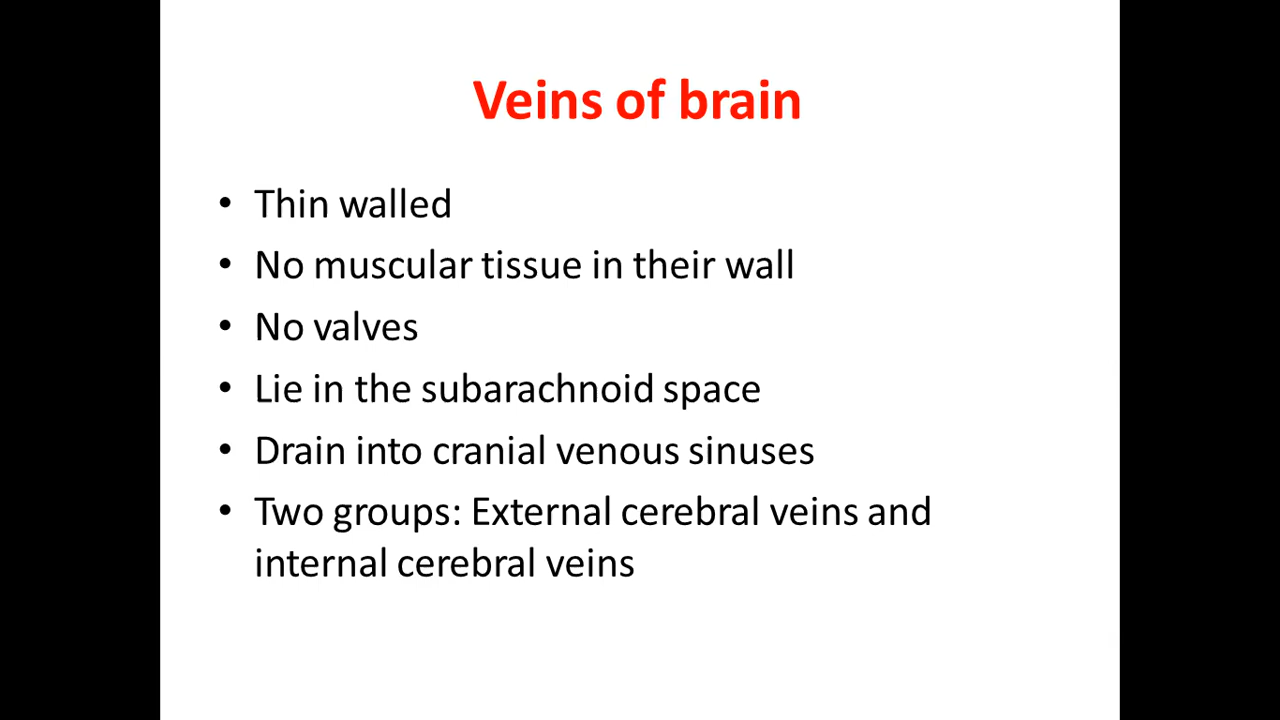 Veins of brain
• Thin walled
• No muscular tissue in their wall
• No valves
• Lie in the subarachnoid space
• Drain into cranial venous sinuses
• Two groups: External cerebral veins and
internal cerebral veins